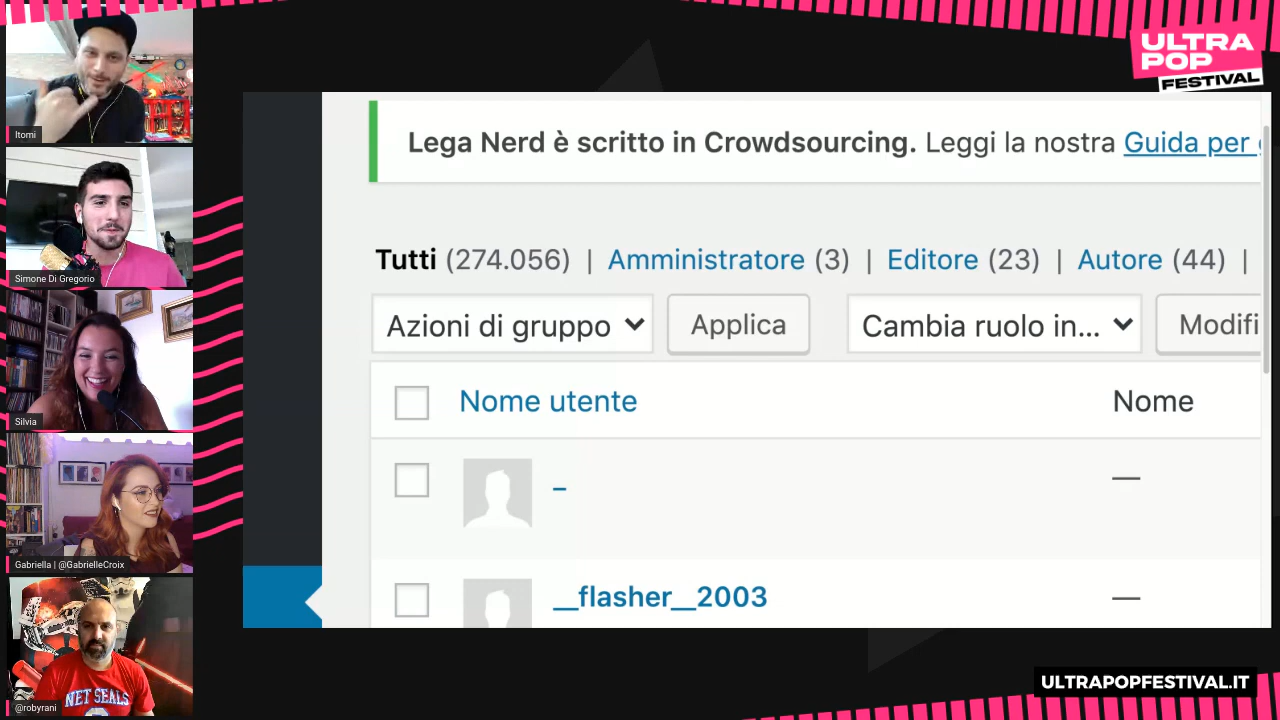 Itomi
Simone Di Gregorio
Silvia
Gabriella | @GabrielleCroix
NET SEALS
@robyrani
ULTRA
POP
FESTIVAL
Lega Nerd è scritto in Crowdsourcing. Leggi la nostra Guida per
Tutti (274.056) | Amministratore (3) | Editore (23) | Autore (44) |
Azioni di gruppo Applica Cambia ruolo in... Modifi
Nome utente Nome
– —
__flasher__2003 —
ULTRAPOPFESTIVAL.IT